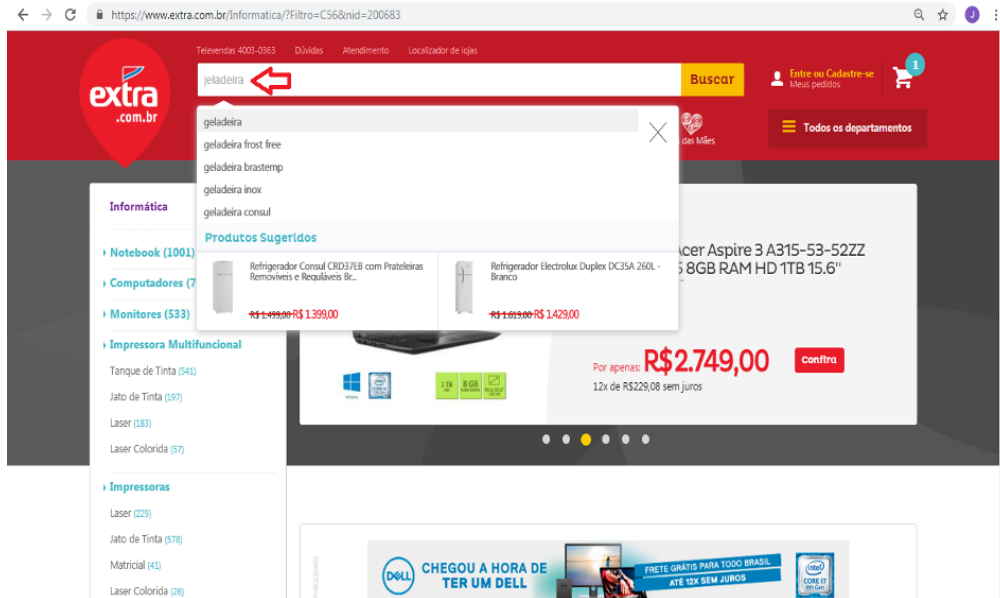 https://www.extra.com.br/Informatica/?Filtro=C56&nid=200683
J
Televendas 4003-0363 Dúvidas Atendimento Localizador de lojas
extra
.com.br
jeladeira
Buscar
Entre ou Cadastre-se
Meus pedidos
1
das Mães
Todos os departamentos
geladeira
geladeira frost free
geladeira brastemp
geladeira inox
geladeira consul
Produtos Sugeridos
Refrigerador Consul CRD37EB com Prateleiras
Removíveis e Reguláveis Br...
R$ 1.499,00 R$ 1.399,00
Refrigerador Electrolux Duplex DC35A 260L -
Branco
R$ 1.619,00 R$ 1.429,00
Informática
Notebook (1001)
Computadores (7
Monitores (533)
Impressora Multifuncional
Tanque de Tinta (541)
Jato de Tinta (197)
Laser (183)
Laser Colorida (57)
Impressoras
Laser (229)
Jato de Tinta (578)
Matricial (41)
Laser Colorida (26)
Acer Aspire 3 A315-53-52ZZ
5 8GB RAM HD 1TB 15.6"
1 TB 8 GB
Por apenas: R$2.749,00
12x de R$229,08 sem juros
Confira
PUBLICIDADE
DELL
CHEGOU A HORA DE
TER UM DELL
FRETE GRÁTIS PARA TODO BRASIL
ATÉ 12X SEM JUROS
intel
CORE i7